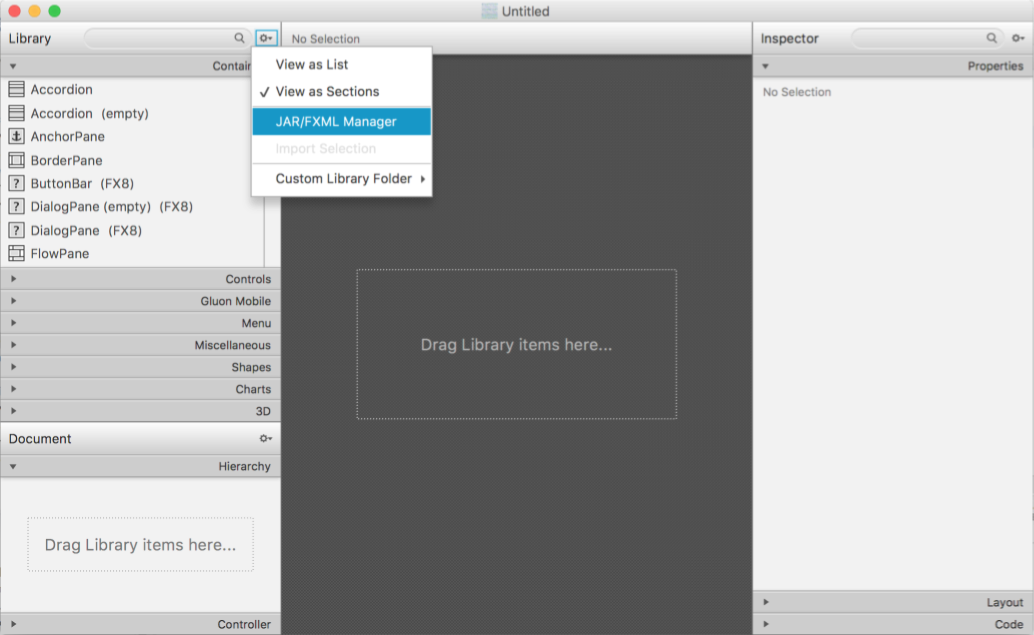 Untitled
Library
No Selection
Inspector
View as List
✓ View as Sections
JAR/FXML Manager
Import Selection
Custom Library Folder
Contai
Accordion
Accordion (empty)
AnchorPane
BorderPane
? ButtonBar (FX8)
? DialogPane (empty) (FX8)
? DialogPane (FX8)
FlowPane
Controls
Gluon Mobile
Menu
Miscellaneous
Shapes
Charts
3D
Document
Hierarchy
Drag Library items here...
Controller
Drag Library items here...
Properties
No Selection
Layout
Code